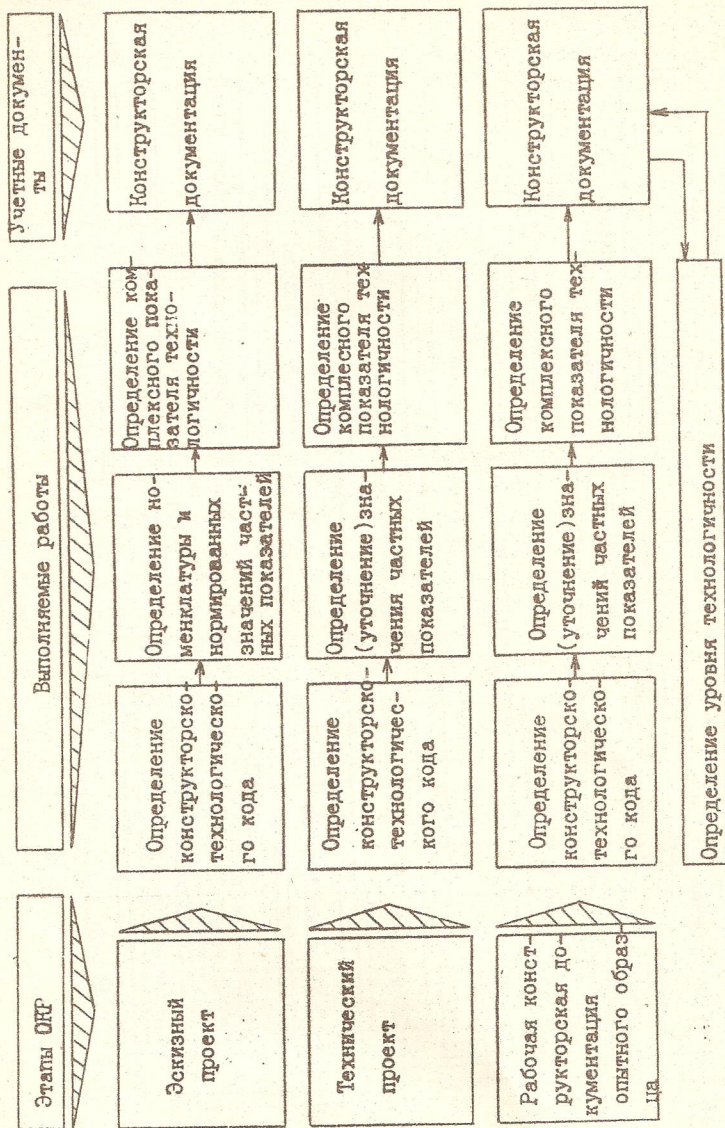 Этапы ОКР
Выполняемые работы
Учетные докумен-
ты
Эскизный
проект
Определение
конструкторско-
технологическо-
го кода
Определение но-
менклатуры и
нормированных
значений част-
ных показателей
Определение ком-
плексного пока-
зателя техно-
логичности
Конструкторская
документация
Технический
проект
Определение
конструкторско-
технологичес-
кого кода
Определение
(уточнение)зна-
чения частных
показателей
Определение
комплесного
показателя тех
нологичности
Конструкторская
документация
Рабочая конст-
рукторская до-
кументация
опытного образ-
ца
Определение
конструкторско-
технологическо-
го кода
Определение
(уточнение)зна-
чений частных
показателей
Определение
комплексного
показателя тех-
нологичности
Конструкторская
документация
Определение уровня технологичности